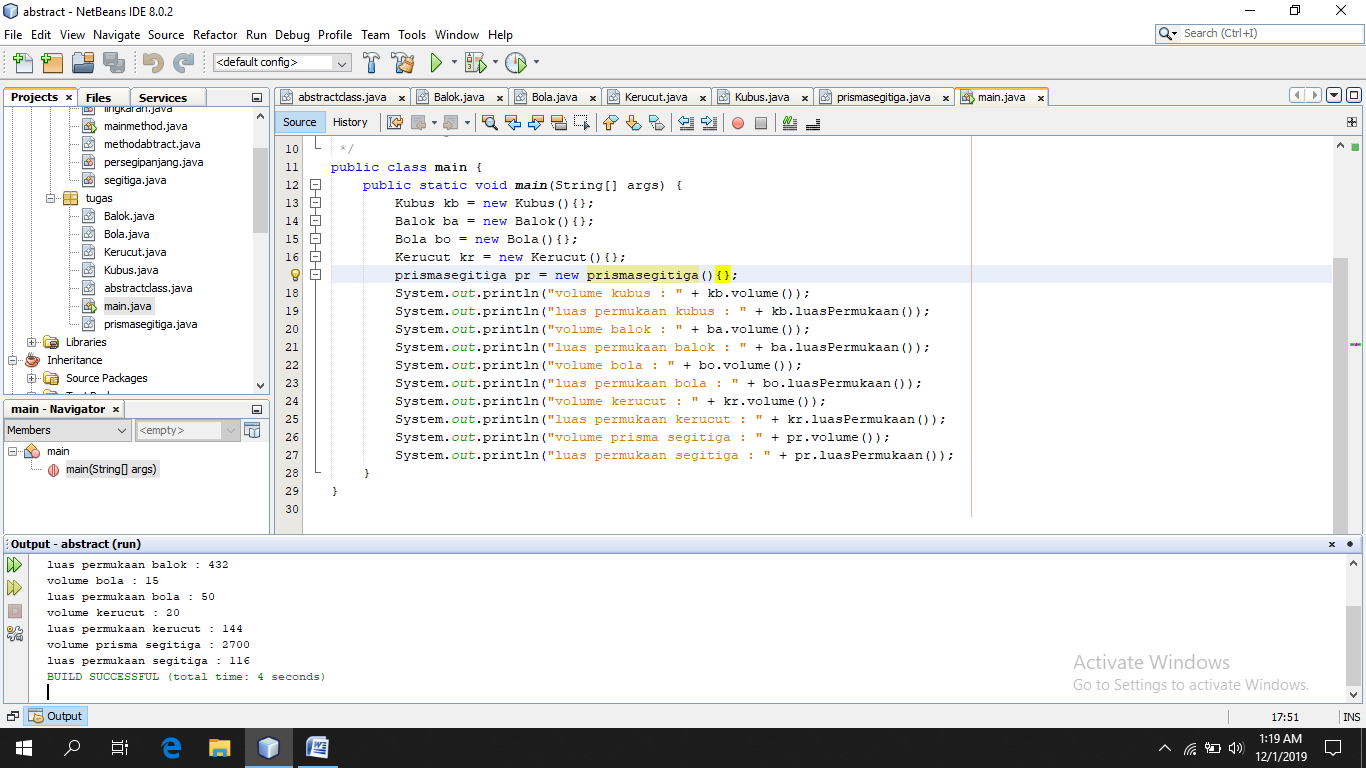 abstract - NetBeans IDE 8.0.2
File Edit View Navigate Source Refactor Run Debug Profile Team Tools Window Help
Search (Ctrl+I)
<default config>
Projects Files Services
abstractclass.java Balok.java Bola.java Kerucut.java Kubus.java prismasegitiga.java main.java
Source History
lingkaran.java
mainmethod.java
methodabtract.java
persegipanjang.java
segitiga.java
tugas
Balok.java
Bola.java
Kerucut.java
Kubus.java
abstractclass.java
main.java
prismasegitiga.java
Libraries
Inheritance
Source Packages
main - Navigator
Members <empty>
main
main(String[] args)
10 */
11 public class main {
12 public static void main(String[] args) {
13 Kubus kb = new Kubus(){};
14 Balok ba = new Balok(){};
15 Bola bo = new Bola(){};
16 Kerucut kr = new Kerucut(){};
prismasegitiga pr = new prismasegitiga(){};
18 System.out.println("volume kubus : " + kb.volume());
19 System.out.println("luas permukaan kubus : " + kb.luasPermukaan());
20 System.out.println("volume balok : " + ba.volume());
21 System.out.println("luas permukaan balok : " + ba.luasPermukaan());
22 System.out.println("volume bola : " + bo.volume());
23 System.out.println("luas permukaan bola : " + bo.luasPermukaan());
24 System.out.println("volume kerucut : " + kr.volume());
25 System.out.println("luas permukaan kerucut : " + kr.luasPermukaan());
26 System.out.println("volume prisma segitiga : " + pr.volume());
27 System.out.println("luas permukaan segitiga : " + pr.luasPermukaan());
28 }
29 }
30
Output - abstract (run)
luas permukaan balok : 432
volume bola : 15
luas permukaan bola : 50
volume kerucut : 20
luas permukaan kerucut : 144
volume prisma segitiga : 2700
luas permukaan segitiga : 116
BUILD SUCCESSFUL (total time: 4 seconds)
Activate Windows
Go to Settings to activate Windows.
Output
17:51 INS
1:19 AM
12/1/2019